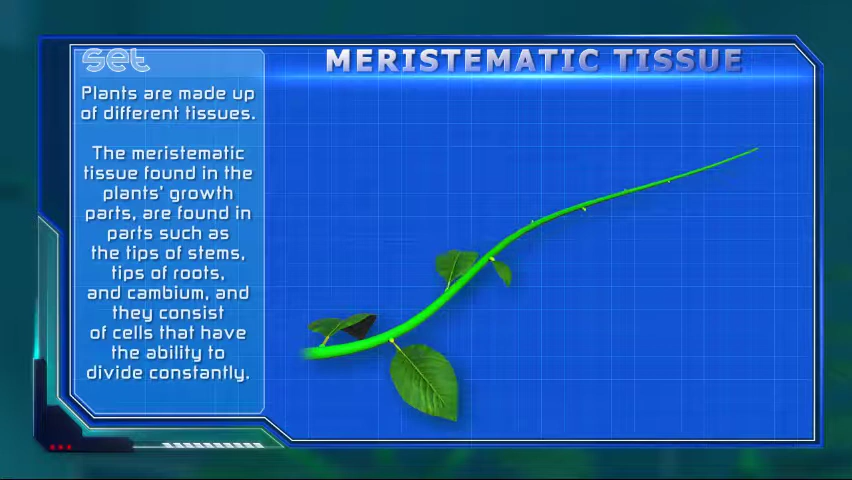 set
MERISTEMATIC TISSUE
Plants are made up
of different tissues.
The meristematic
tissue found in the
plants' growth
parts, are found in
parts such as
the tips of stems,
tips of roots,
and cambium, and
they consist
of cells that have
the ability to
divide constantly.